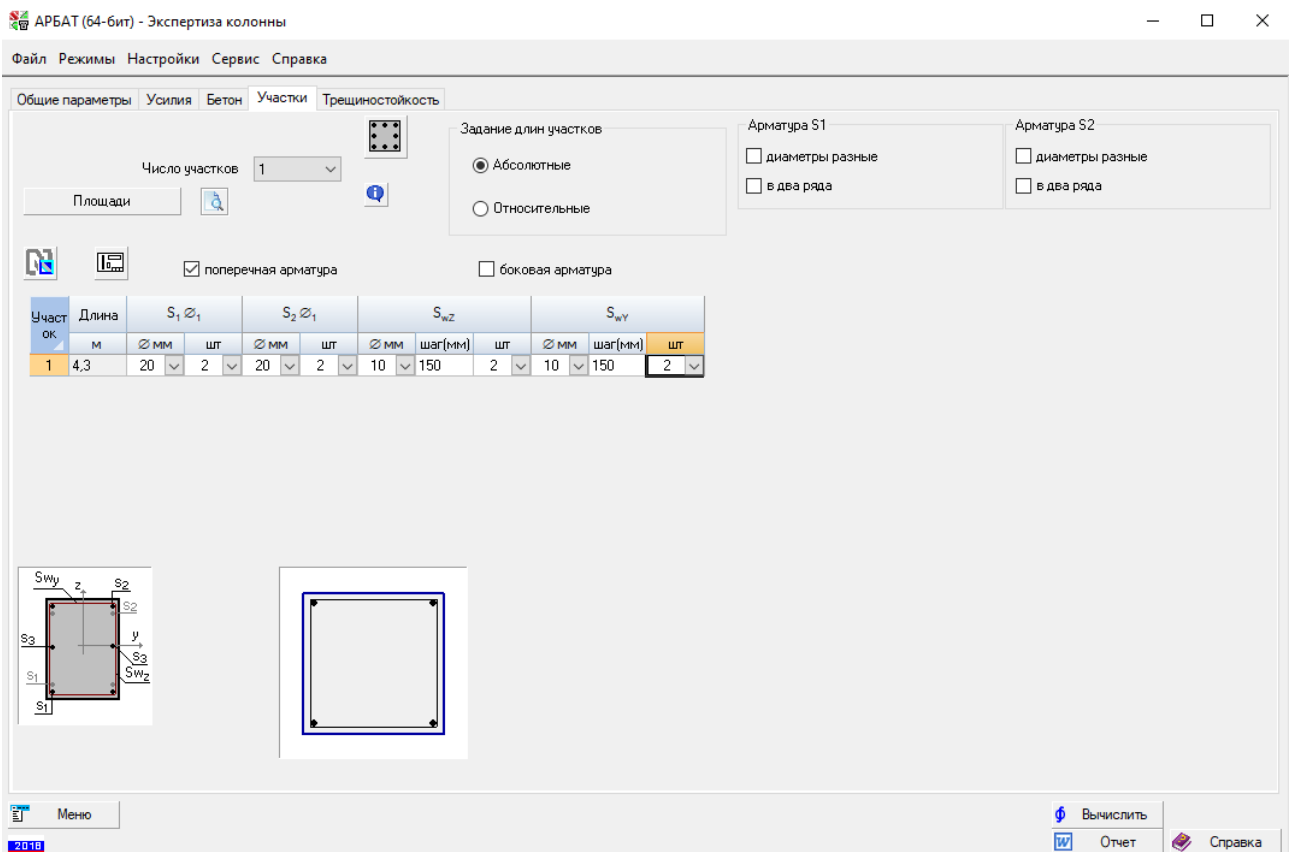 АРБАТ (64-бит) - Экспертиза колонны
Файл Режимы Настройки Сервис Справка
Общие параметры Усилия Бетон Участки Трещиностойкость
Задание длин участков
Арматура S1
Арматура S2
Число участков 1
Абсолютные
диаметры разные
диаметры разные
Площади
в два ряда
в два ряда
Относительные
поперечная арматура
боковая арматура
Участок Длина S₁ ∅₁ S₂ ∅₁ SwZ SwY
м ∅ мм шт ∅ мм шт ∅ мм шаг(мм) шт ∅ мм шаг(мм) шт
1 4,3 20 2 20 2 10 150 2 10 150 2
Swy z S2
S2
S3 y
S3
S1 Swz
S1
Меню
Вычислить
2018
Отчет
Справка